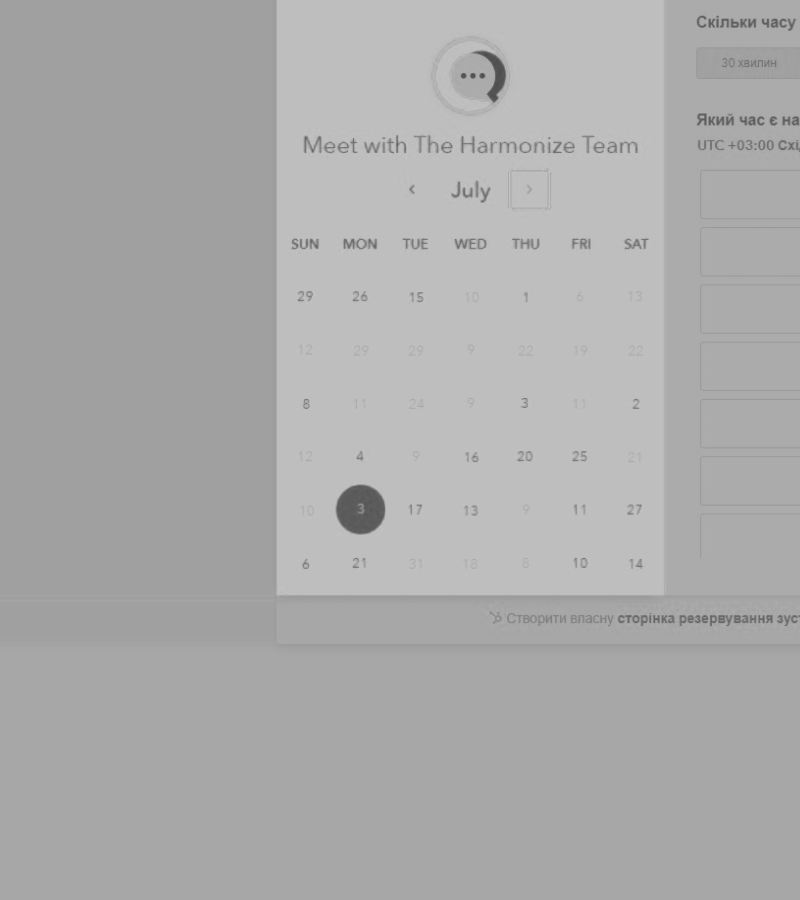 Скільки часу
30 хвилин
Meet with The Harmonize Team
Який час є на
UTC +03:00 Схі
July
SUN MON TUE WED THU FRI SAT
29 26 15 10 1 6 13
12 29 29 9 22 19 22
8 11 24 9 3 11 2
12 4 9 16 20 25 21
10 3 17 13 9 11 27
6 21 31 18 8 10 14
Створити власну сторінка резервування зуст